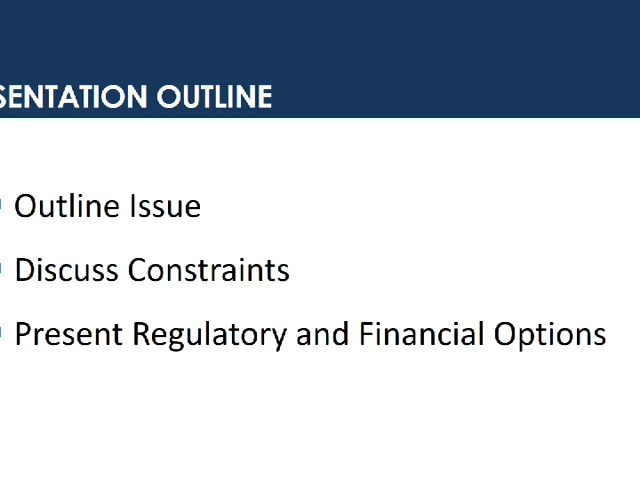 SENTATION OUTLINE
Outline Issue
Discuss Constraints
Present Regulatory and Financial Options